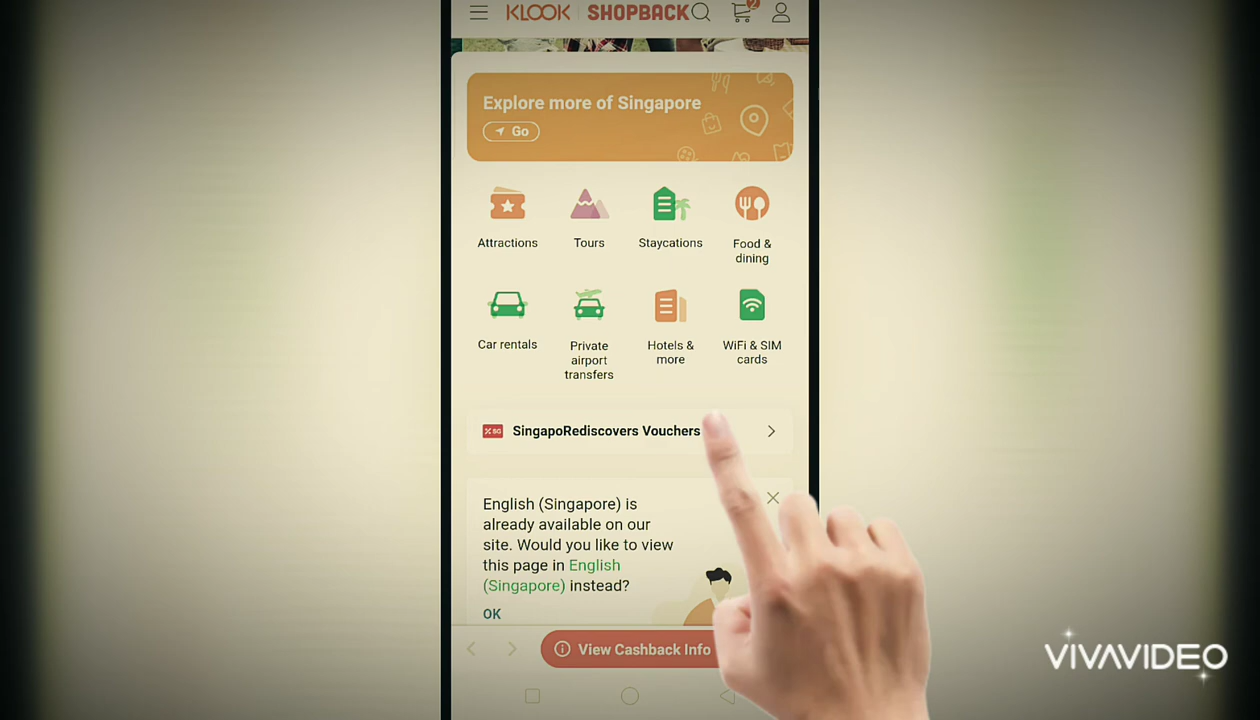 KLOOK SHOPBACK 2
Explore more of Singapore
Go
Attractions Tours Staycations Food & dining
Car rentals Private airport transfers Hotels & more WiFi & SIM cards
SG SingapoRediscovers Vouchers
English (Singapore) is
already available on our
site. Would you like to view
this page in English
(Singapore) instead?
OK
View Cashback Info
VIVAVIDEO